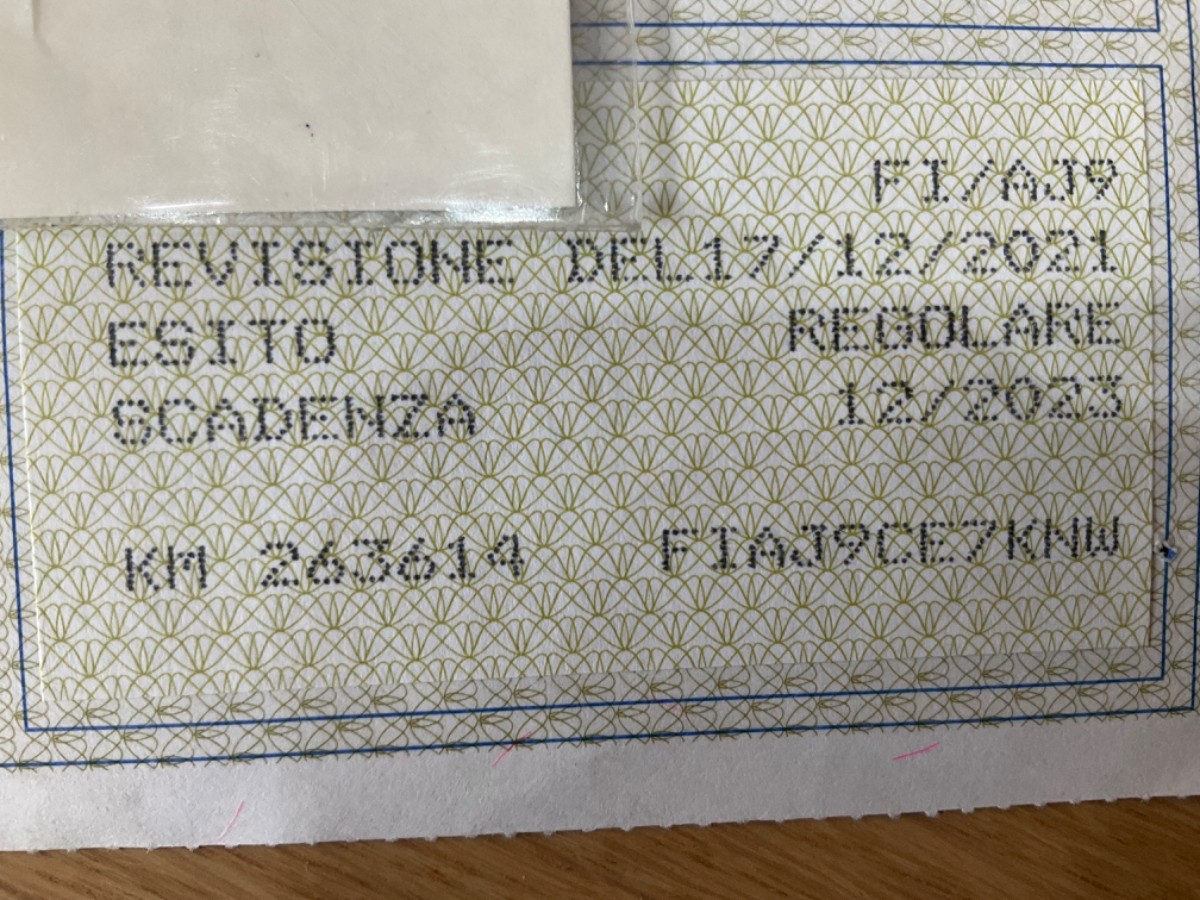 FI/AJ9
REVISIONE DEL17/12/2021
ESITO REGOLARE
SCADENZA 12/2023
KM 263614 FIAJ9CE7KNW